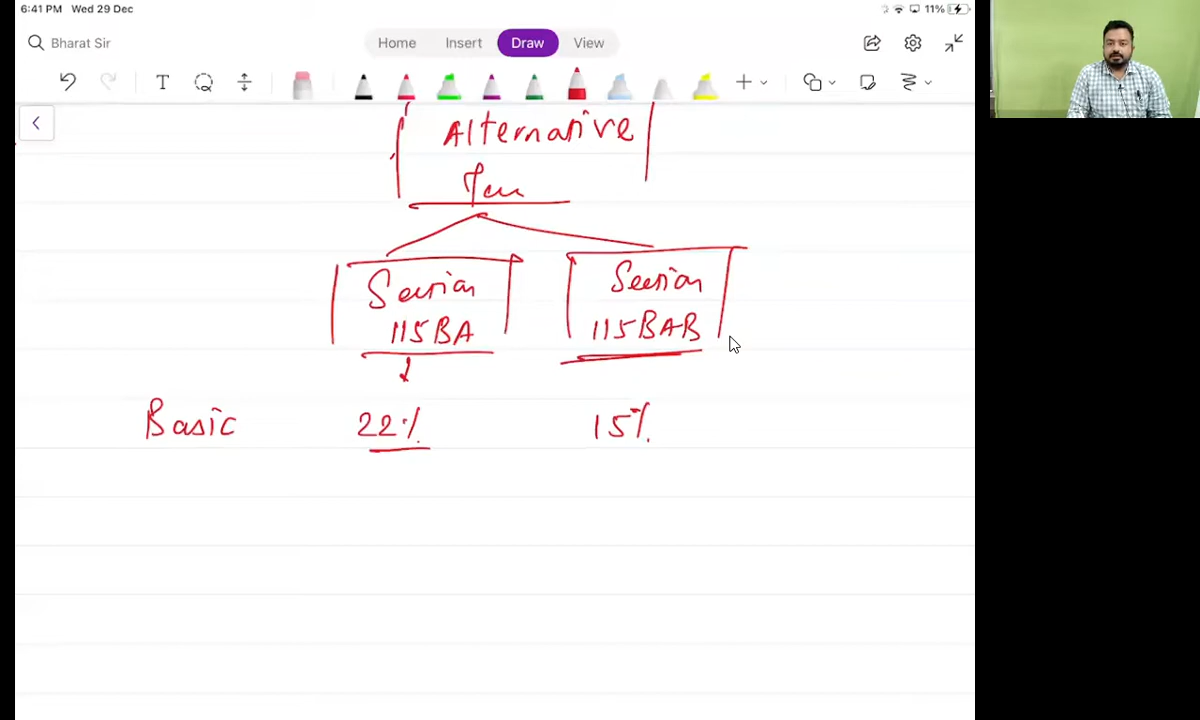 6:41 PM Wed 29 Dec
11%
Bharat Sir
Home Insert Draw View
T
Alternative
Section Section
115BA 115BAB
Basic 22% 15%